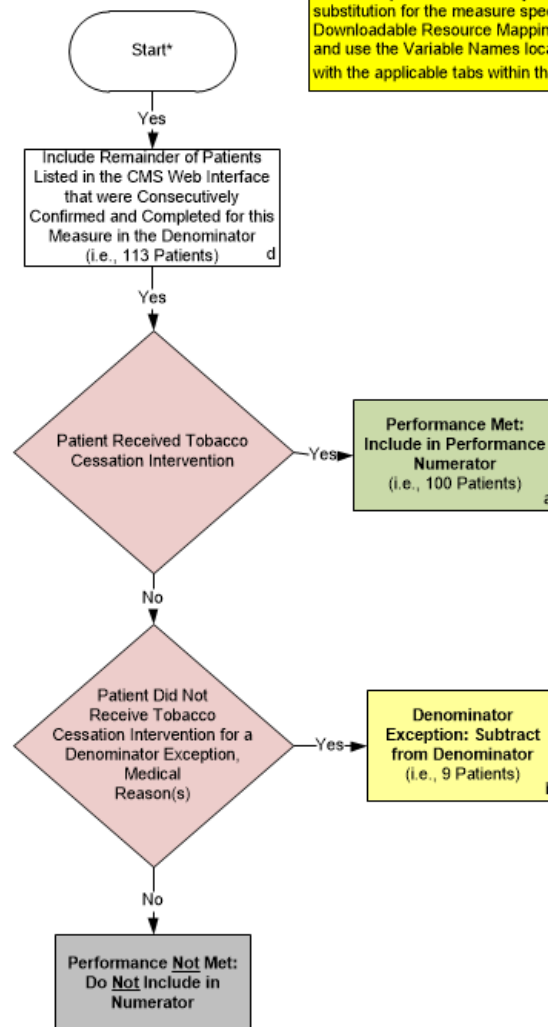 substitution for the measure spe
Downloadable Resource Mappin
and use the Variable Names loca
with the applicable tabs within th
Start*
Yes
Include Remainder of Patients
Listed in the CMS Web Interface
that were Consecutively
Confirmed and Completed for this
Measure in the Denominator
(i.e., 113 Patients) d
Yes
Patient Received Tobacco
Cessation Intervention
Yes
Performance Met:
Include in Performance
Numerator
(i.e., 100 Patients)
a
No
Patient Did Not
Receive Tobacco
Cessation Intervention for a
Denominator Exception,
Medical
Reason(s)
Yes
Denominator
Exception: Subtract
from Denominator
(i.e., 9 Patients)
b
No
Performance Not Met:
Do Not Include in
Numerator